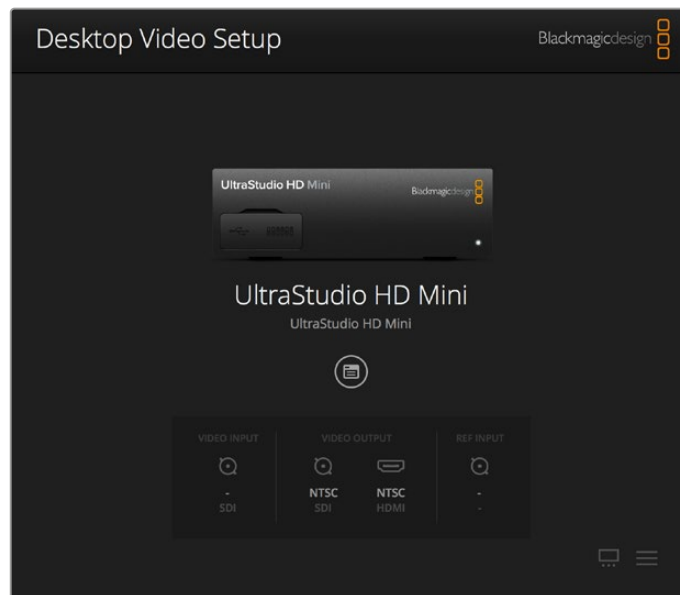 Desktop Video Setup
Blackmagicdesign
UltraStudio HD Mini
Blackmagicdesign
UltraStudio HD Mini
UltraStudio HD Mini
VIDEO INPUT VIDEO OUTPUT REF INPUT
- NTSC NTSC -
SDI SDI HDMI -